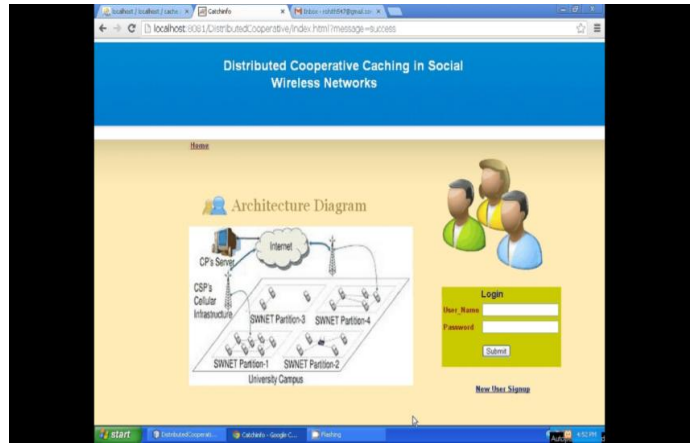 localhost / localhost / cache
Catchinfo
localhost:8081/DistributedCooperative/index.html?message=success
Distributed Cooperative Caching in Social
Wireless Networks
Home
Architecture Diagram
CP's Server
Internet
CSP's
Cellular
Infrastructure
SWNET Partition-3 SWNET Partition-4
SWNET Partition-1 SWNET Partition-2
University Campus
Login
User_Name
Password
Submit
New User Signup
start
DistributedCooperati...
Catchinfo - Google C...
4:52 PM